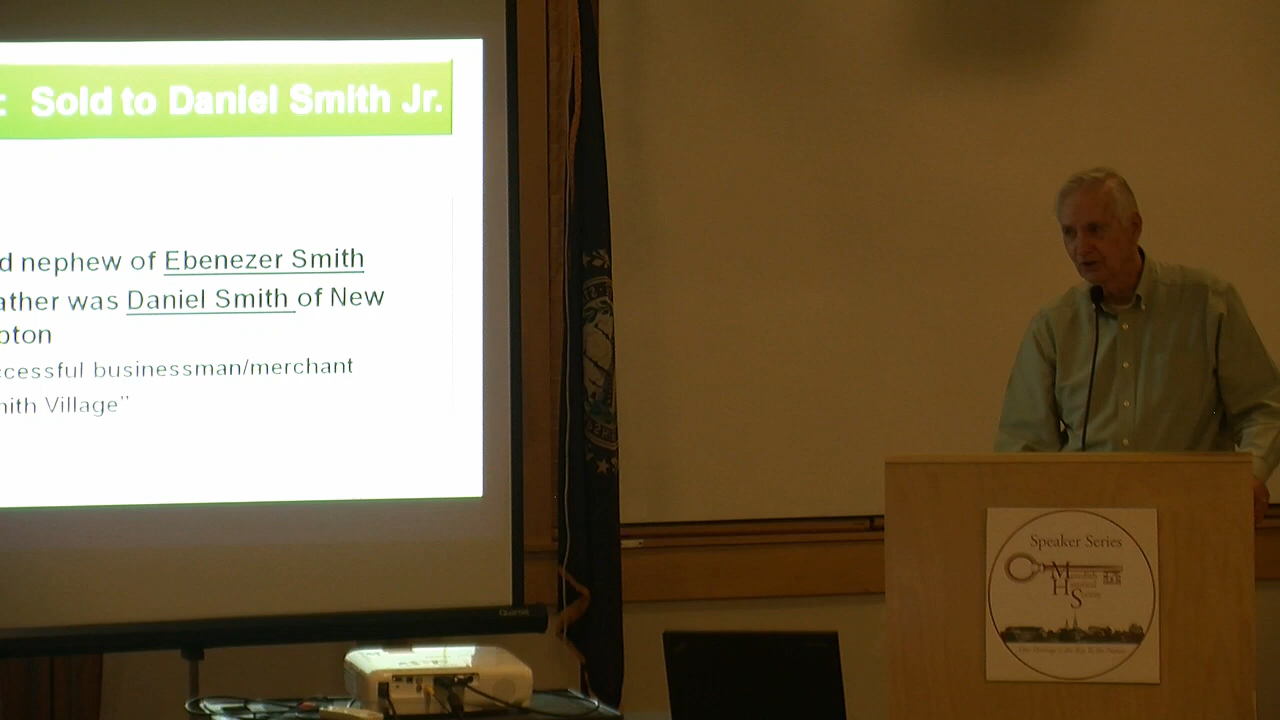 : Sold to Daniel Smith Jr.
d nephew of Ebenezer Smith
ather was Daniel Smith of New
pton
ccessful businessman/merchant
nith Village"
Speaker Series
M
H
S